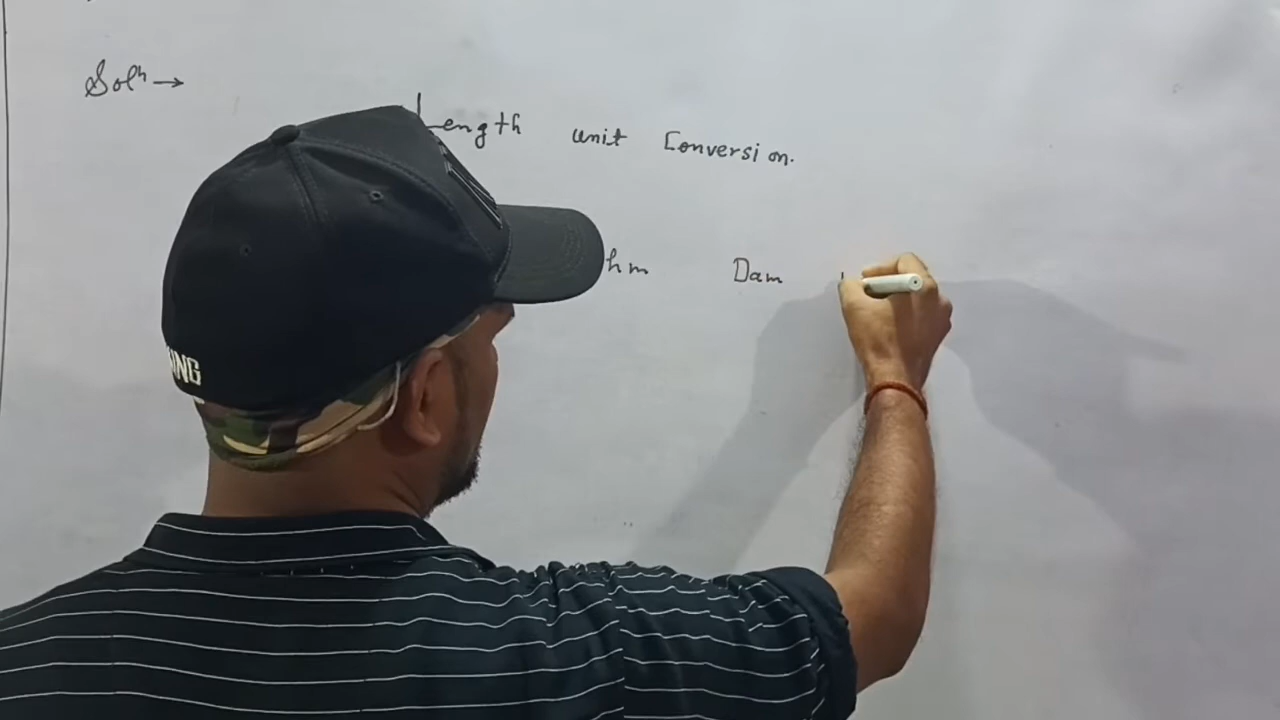 Solⁿ →
Length unit Conversion.
hm Dam